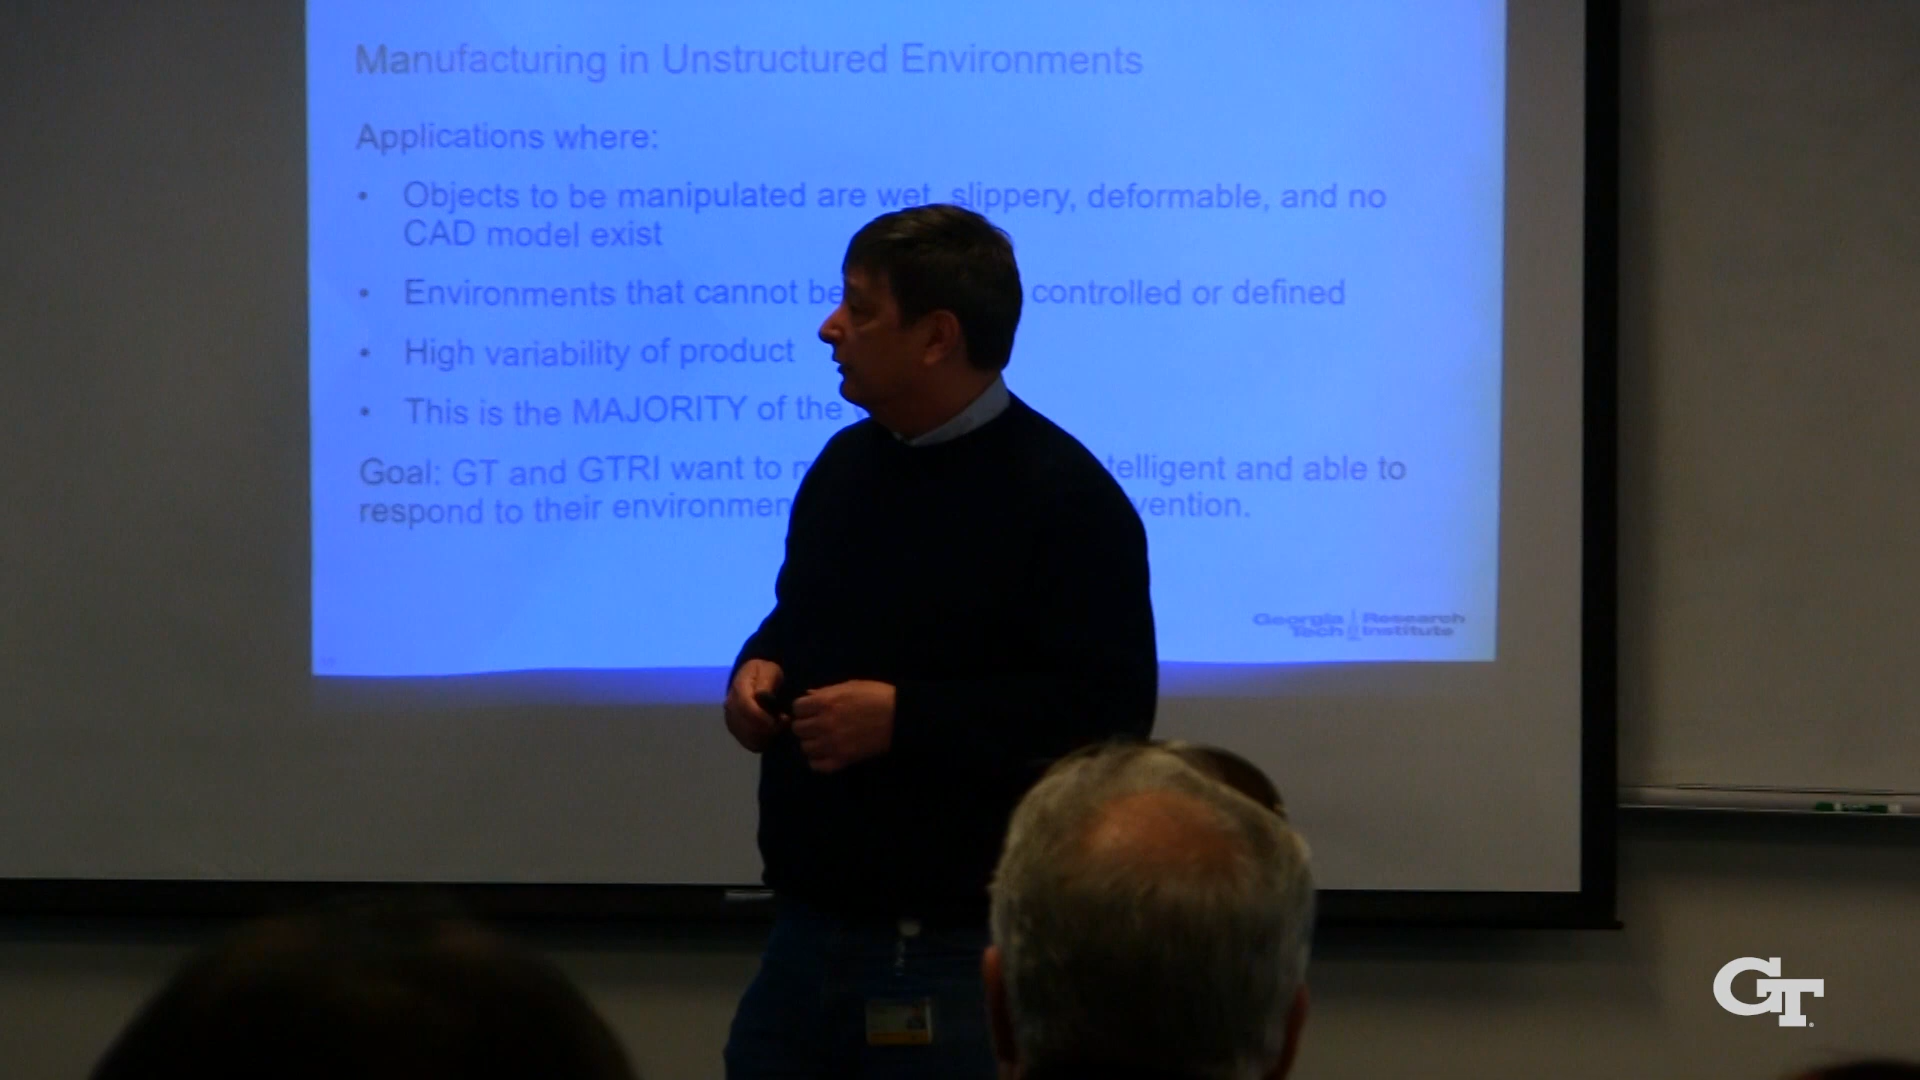 Manufacturing in Unstructured Environments
Applications where:
• Objects to be manipulated are wet, slippery, deformable, and no
CAD model exist
• Environments that cannot be controlled or defined
• High variability of product
• This is the MAJORITY of the
Goal: GT and GTRI want to telligent and able to
respond to their environmen vention.
Georgia Research
Tech Institute
GT